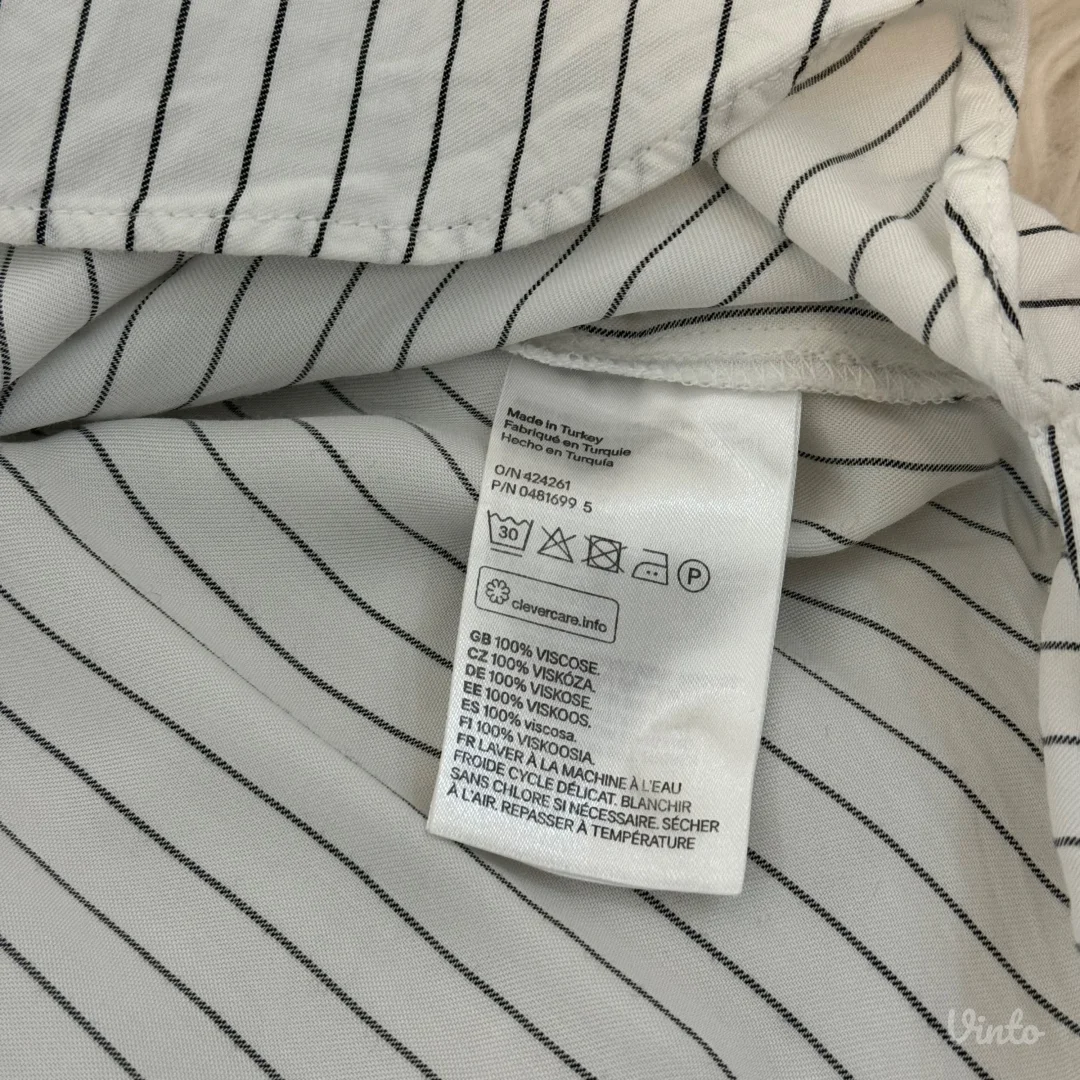 Made in Turkey
Fabriqué en Turquie
Hecho en Turquía
O/N 424261
P/N 0481699 5
30
P
clevercare.info
GB 100% VISCOSE.
CZ 100% VISKÓZA.
DE 100% VISKOSE.
EE 100% VISKOOS.
ES 100% viscosa.
FI 100% VISKOOSIA.
FR LAVER À LA MACHINE À L'EAU
FROIDE CYCLE DÉLICAT. BLANCHIR
SANS CHLORE SI NÉCESSAIRE. SÉCHER
À L'AIR. REPASSER À TEMPÉRATURE
Vinto